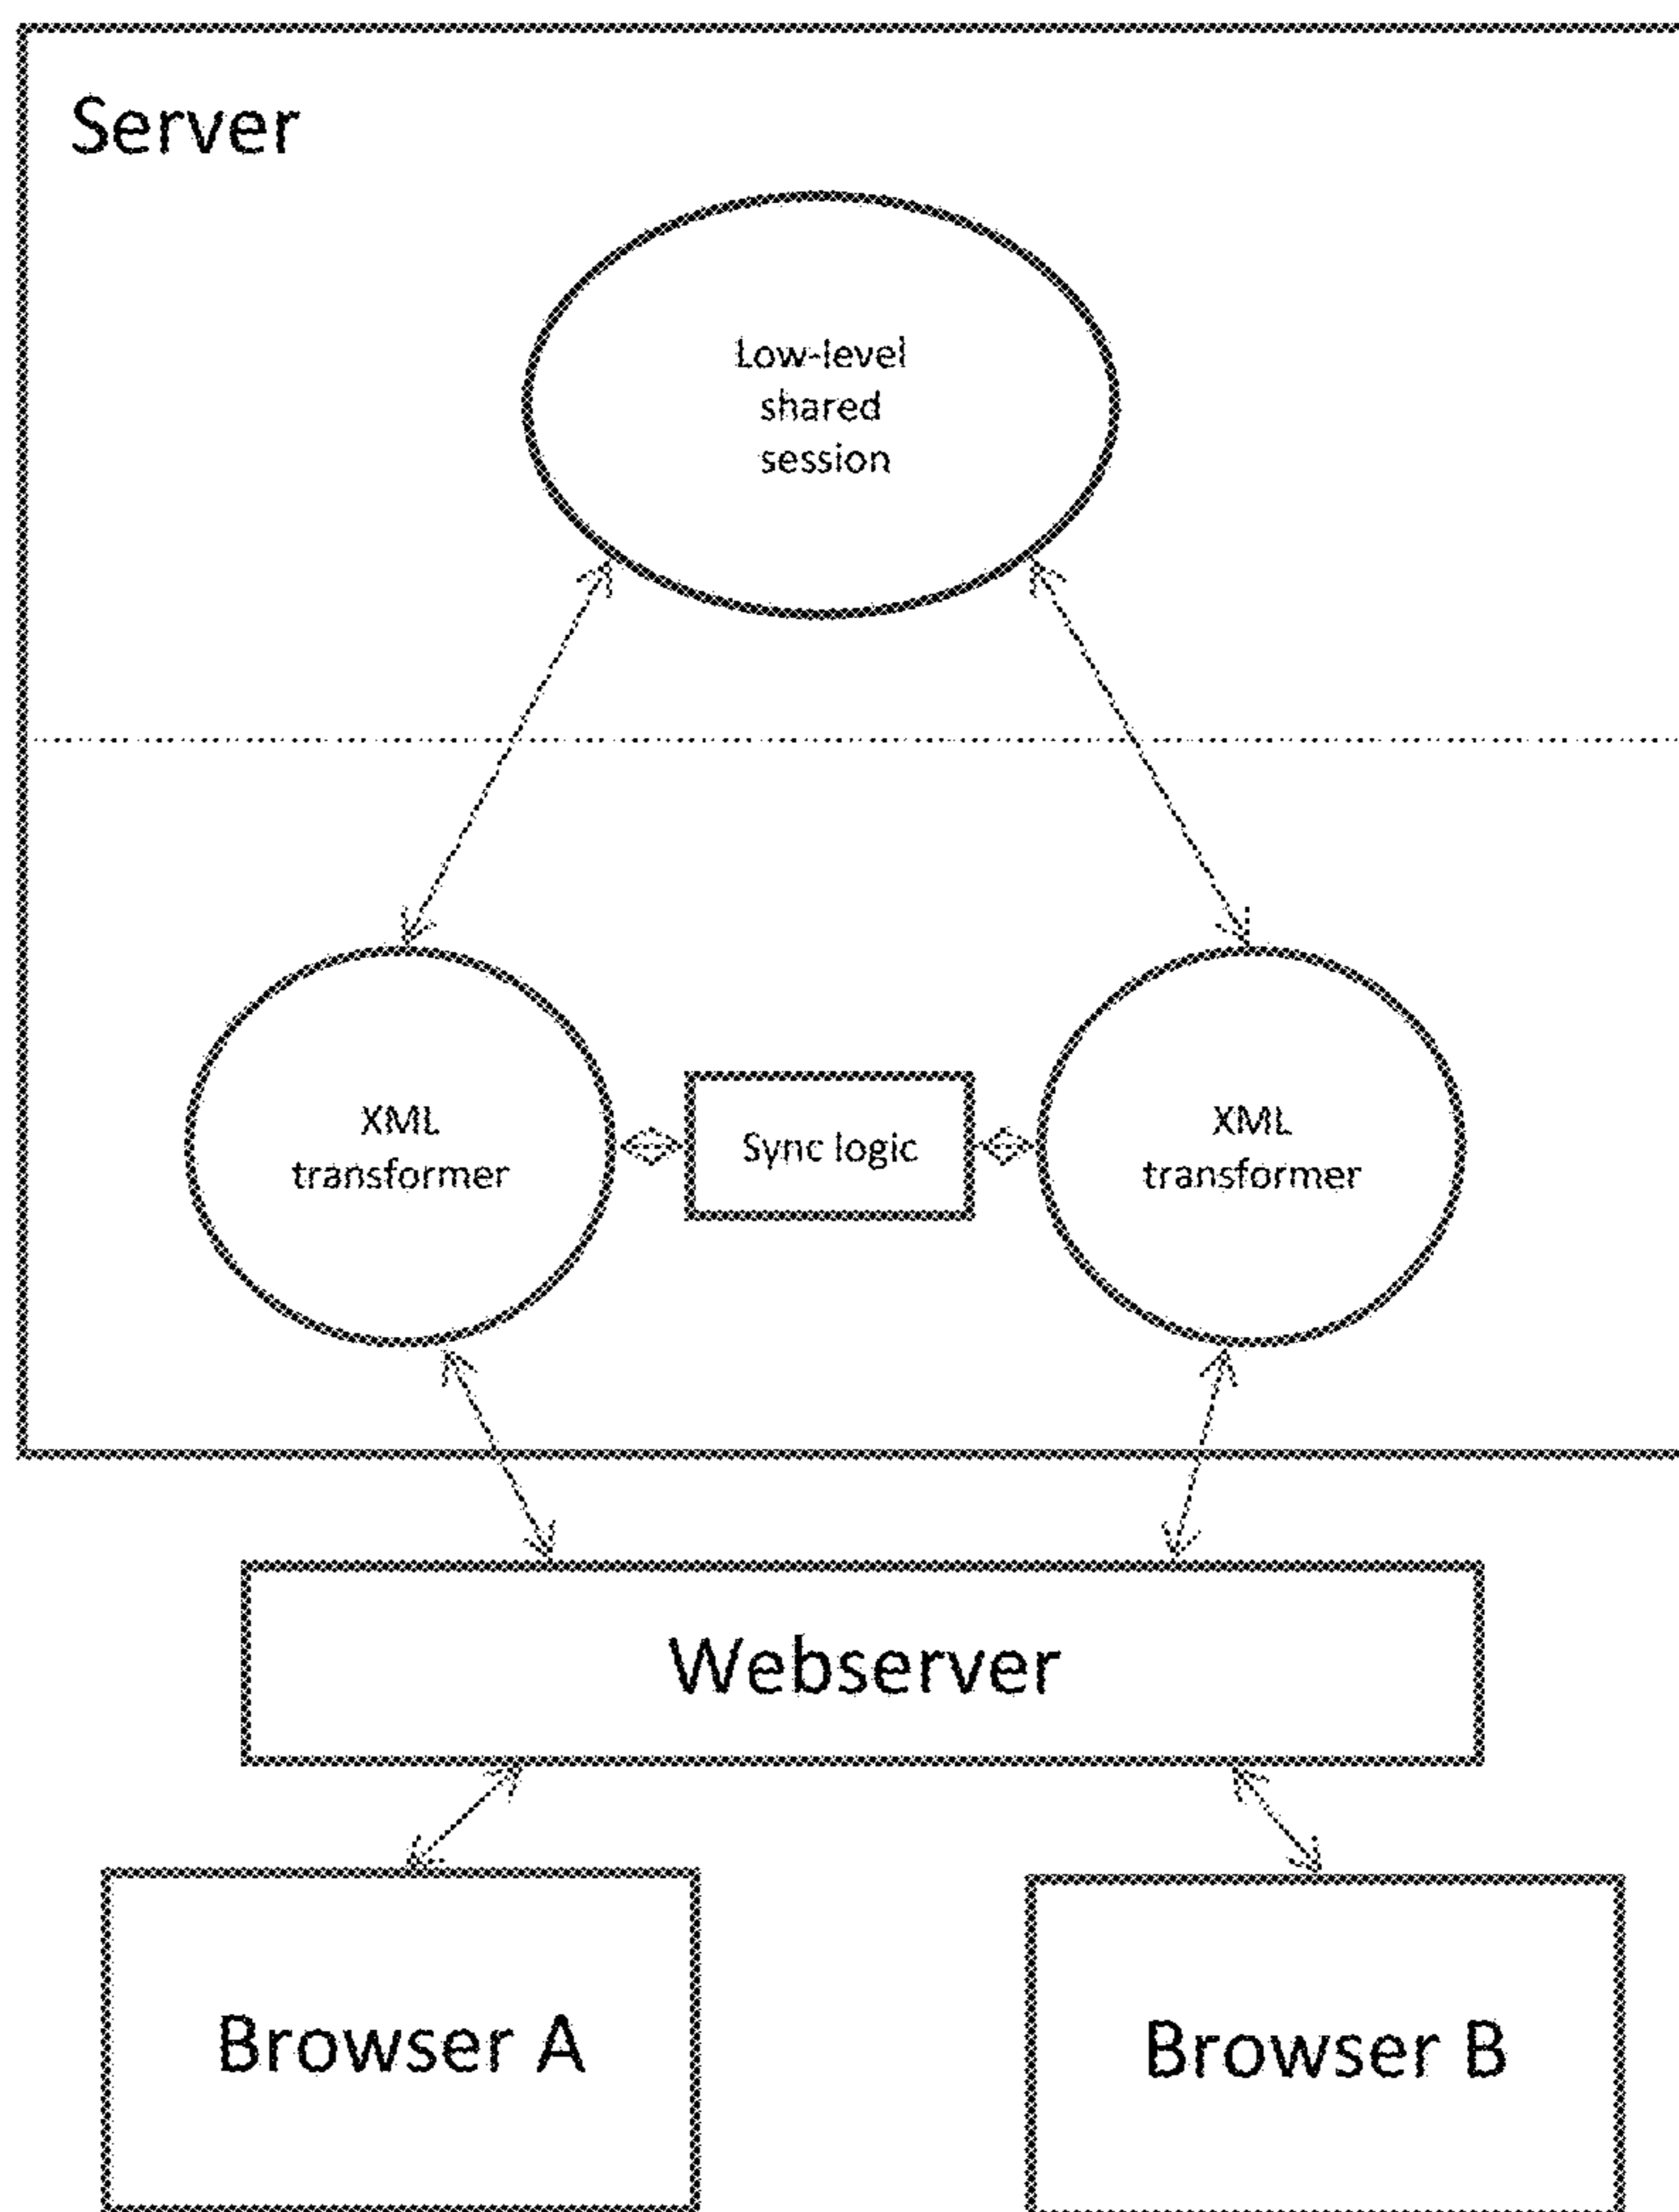 Server
Low-level
shared
session
XML
transformer
Sync logic
XML
transformer
Webserver
Browser A
Browser B